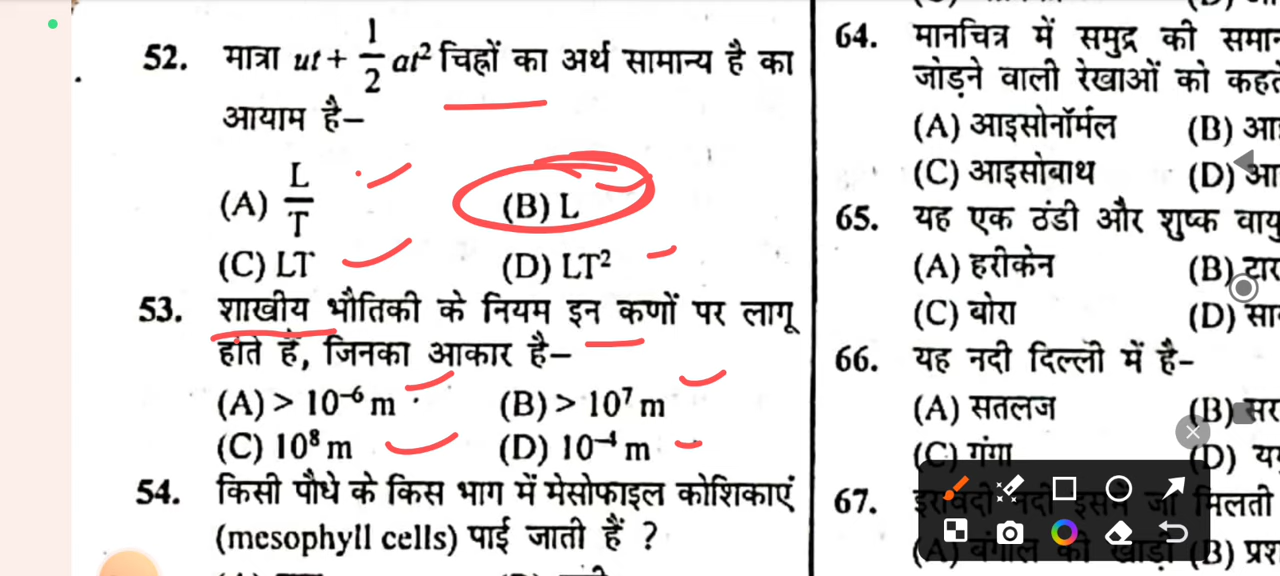 52. मात्रा ut + 1/2 at² चिह्नों का अर्थ सामान्य है का
आयाम है–
(A) L/T (B) L
(C) LT (D) LT²
53. शाखीय भौतिकी के नियम इन कणों पर लागू
होते हैं, जिनका आकार है–
(A) > 10⁻⁶ m (B) > 10⁷ m
(C) 10⁸ m (D) 10⁻⁴ m
54. किसी पौधे के किस भाग में मेसोफाइल कोशिकाएं
(mesophyll cells) पाई जाती हैं ?
64. मानचित्र में समुद्र की
जोड़ने वाली रेखाओं को
(A) आइसोनॉर्मल (B)
(C) आइसोबाथ (D)
65. यह एक ठंडी और शुष्क
(A) हरीकेन (B)
(C) बोरा (D)
66. यह नदी दिल्ली में है–
(A) सतलज (B)
(C) गंगा (D)
67.
(B)